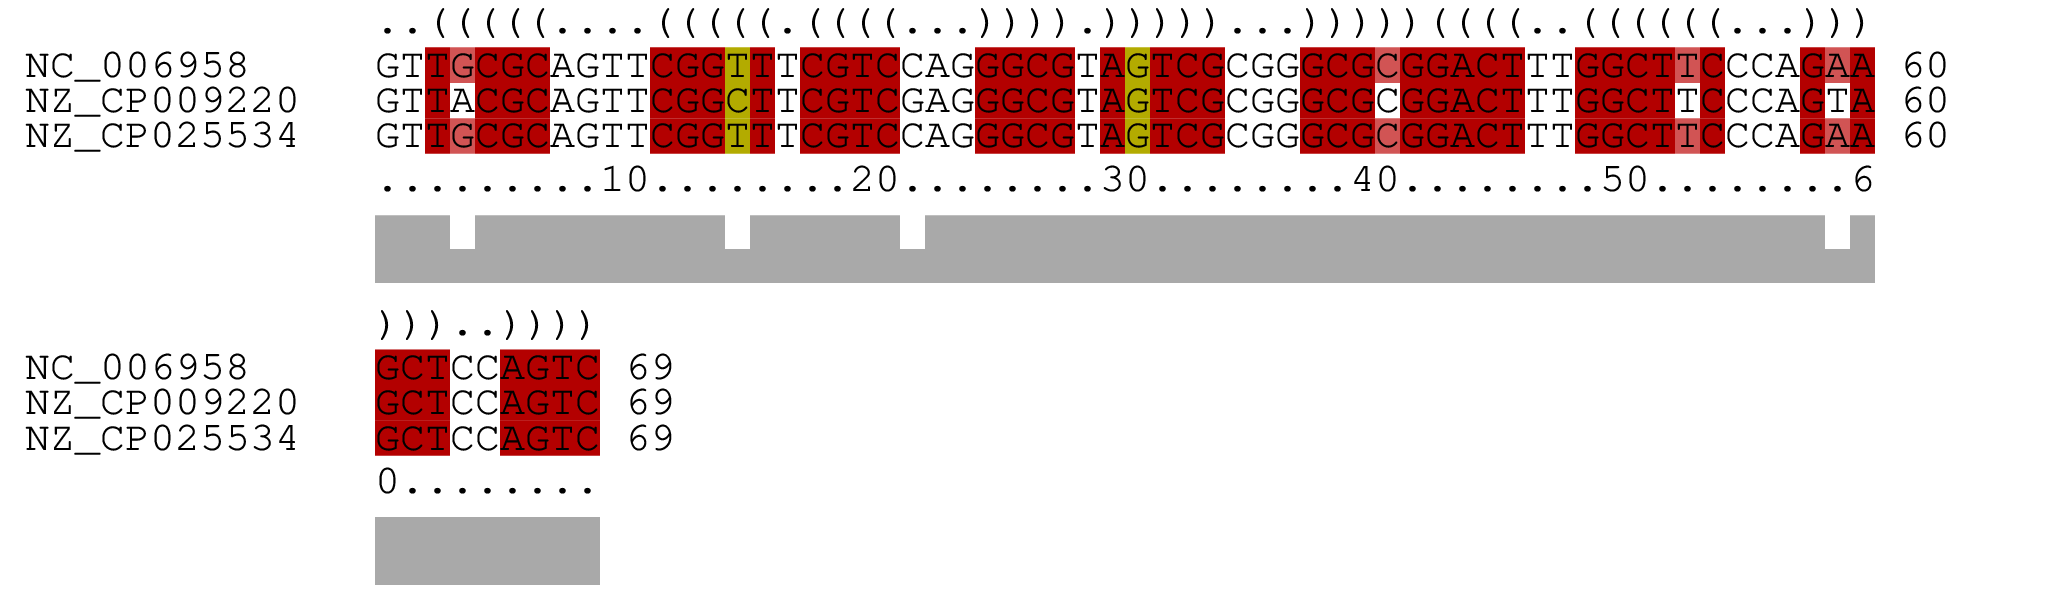 ..(((((....(((((.((((...)))).)))))...)))))((((..((((((...)))
NC_006958 GTTGCGCAGTTCGGTTTCGTCCAGGGCGTAGTCGCGGGCGCGGACTTTGGCTTCCCAGAA 60
NZ_CP009220 GTTACGCAGTTCGGCTTCGTCGAGGGCGTAGTCGCGGGCGCGGACTTTGGCTTCCCAGTA 60
NZ_CP025534 GTTGCGCAGTTCGGTTTCGTCCAGGGCGTAGTCGCGGGCGCGGACTTTGGCTTCCCAGAA 60
.........10........20........30........40........50........6
)))..))))
NC_006958 GCTCCAGTC 69
NZ_CP009220 GCTCCAGTC 69
NZ_CP025534 GCTCCAGTC 69
0........